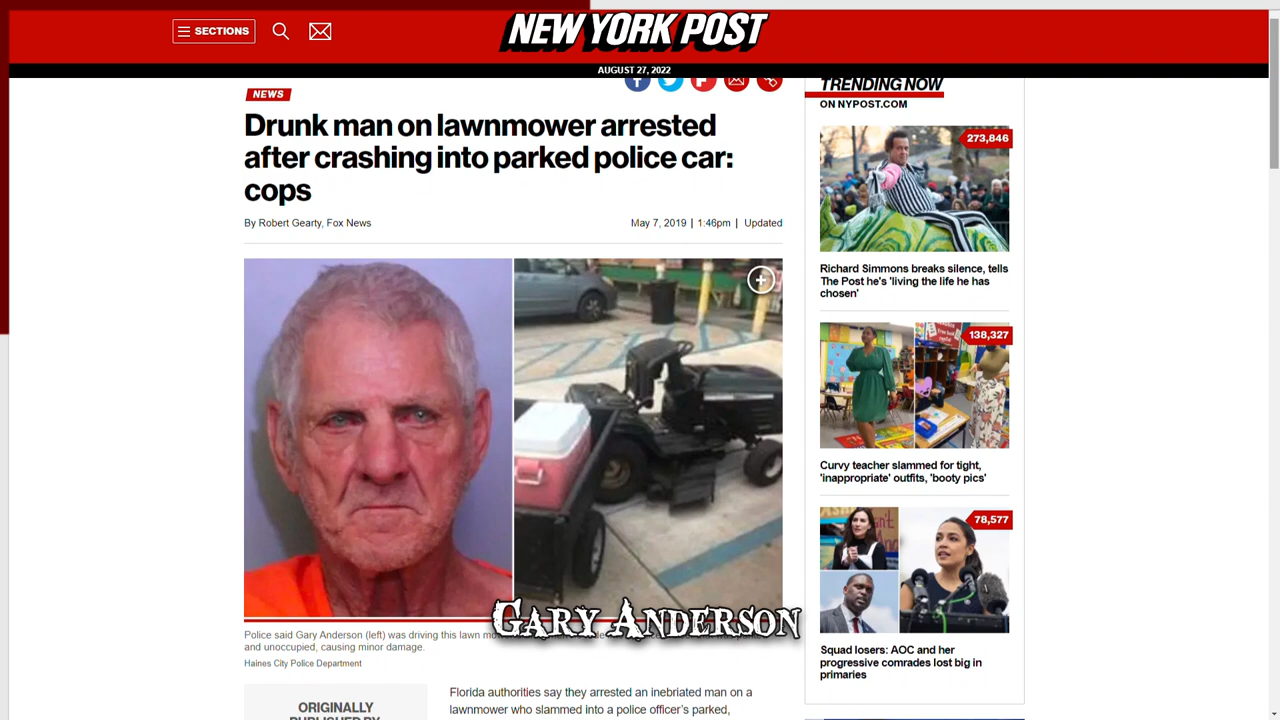 SECTIONS
NEW YORK POST
AUGUST 27, 2022
NEWS
Drunk man on lawnmower arrested
after crashing into parked police car:
cops
By Robert Gearty, Fox News
May 7, 2019 | 1:46pm | Updated
Police said Gary Anderson (left) was driving this lawn
and unoccupied, causing minor damage.
Haines City Police Department
GARY ANDERSON
ORIGINALLY
PUBLISHED BY
Florida authorities say they arrested an inebriated man on a
lawnmower who slammed into a police officer's parked,
TRENDING NOW
ON NYPOST.COM
273,846
Richard Simmons breaks silence, tells
The Post he's 'living the life he has
chosen'
138,327
Curvy teacher slammed for tight,
'inappropriate' outfits, 'booty pics'
78,577
Squad losers: AOC and her
progressive comrades lost big in
primaries